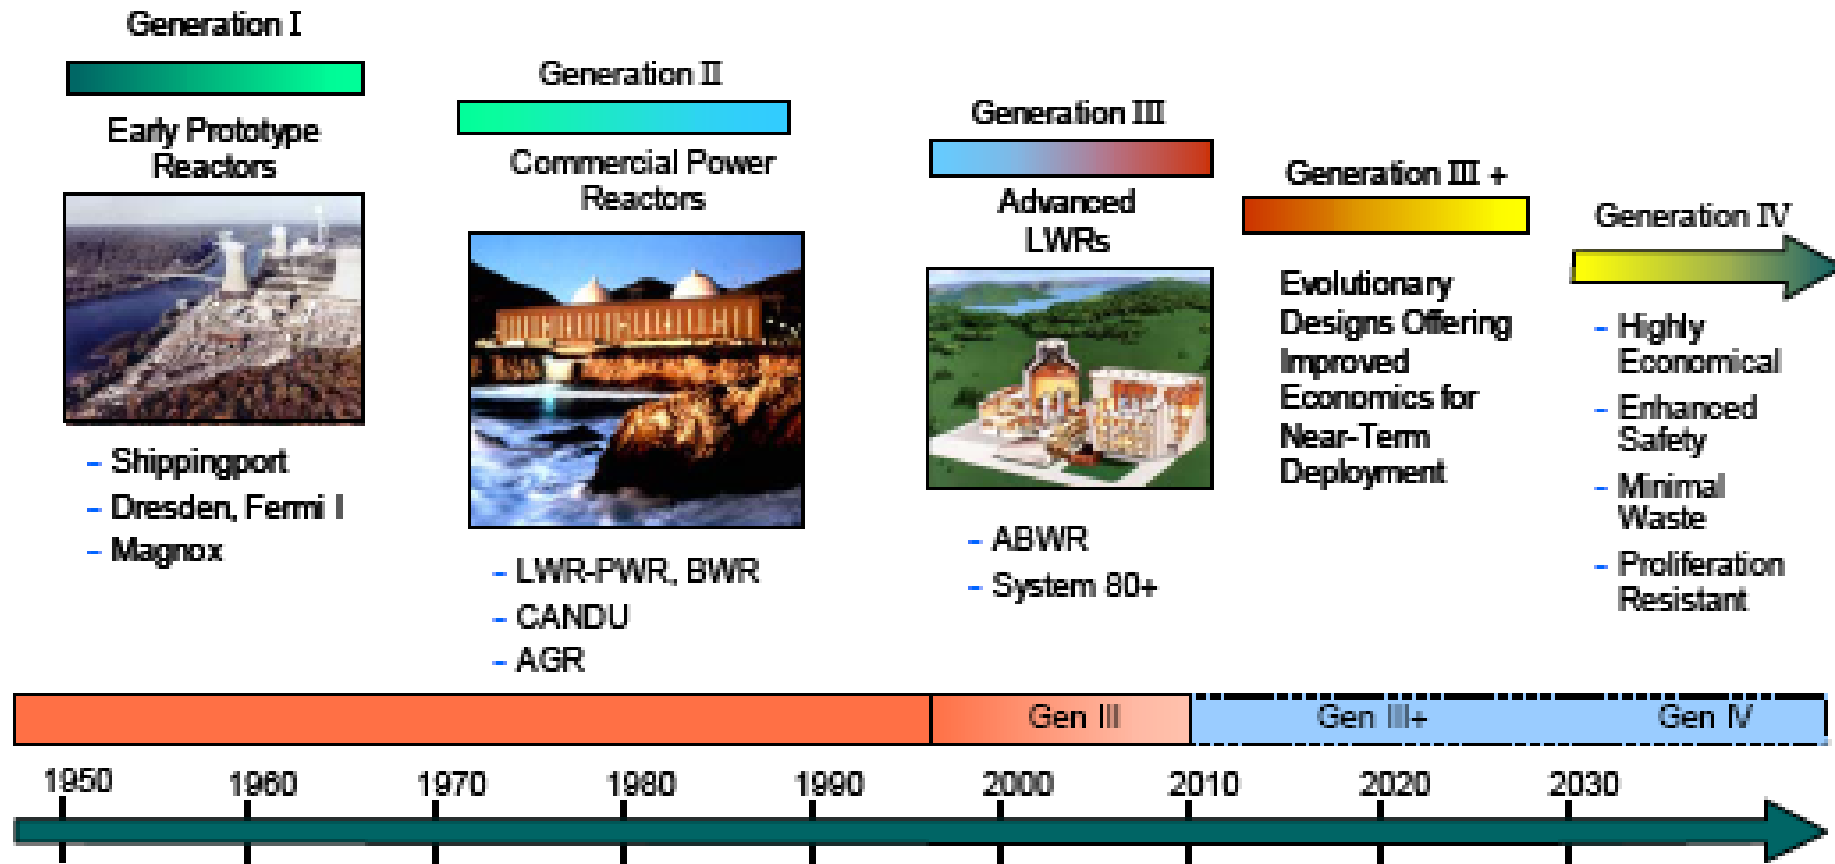 Generation I
Early Prototype
Reactors
– Shippingport
– Dresden, Fermi I
– Magnox
Generation II
Commercial Power
Reactors
– LWR-PWR, BWR
– CANDU
– AGR
Generation III
Advanced
LWRs
– ABWR
– System 80+
Generation III +
Evolutionary
Designs Offering
Improved
Economics for
Near-Term
Deployment
Generation IV
– Highly
Economical
– Enhanced
Safety
– Minimal
Waste
– Proliferation
Resistant
Gen III
Gen III+
Gen IV
1950
1960
1970
1980
1990
2000
2010
2020
2030